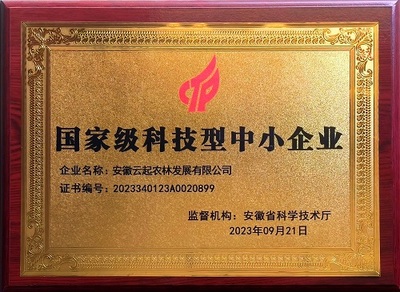 国家级科技型中小企业
企业名称：安徽云起农林发展有限公司
证书编号：2023340123A0020899
监督机构：安徽省科学技术厅
2023年09月21日